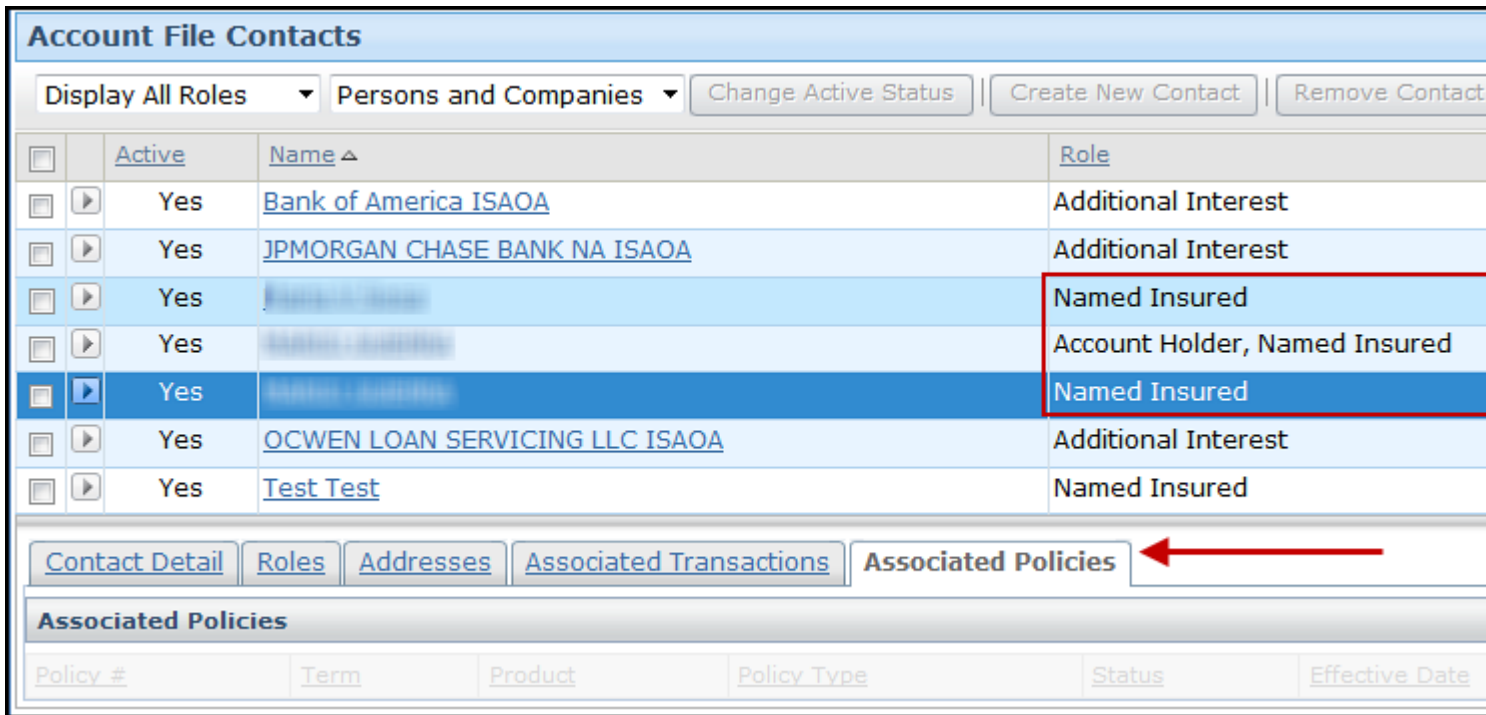 Account File Contacts
Display All Roles Persons and Companies Change Active Status Create New Contact Remove Contact
Active Name Role
Yes Bank of America ISAOA Additional Interest
Yes JPMORGAN CHASE BANK NA ISAOA Additional Interest
Yes Named Insured
Yes Account Holder, Named Insured
Yes Named Insured
Yes OCWEN LOAN SERVICING LLC ISAOA Additional Interest
Yes Test Test Named Insured
Contact Detail Roles Addresses Associated Transactions Associated Policies
Associated Policies
Policy # Term Product Policy Type Status Effective Date